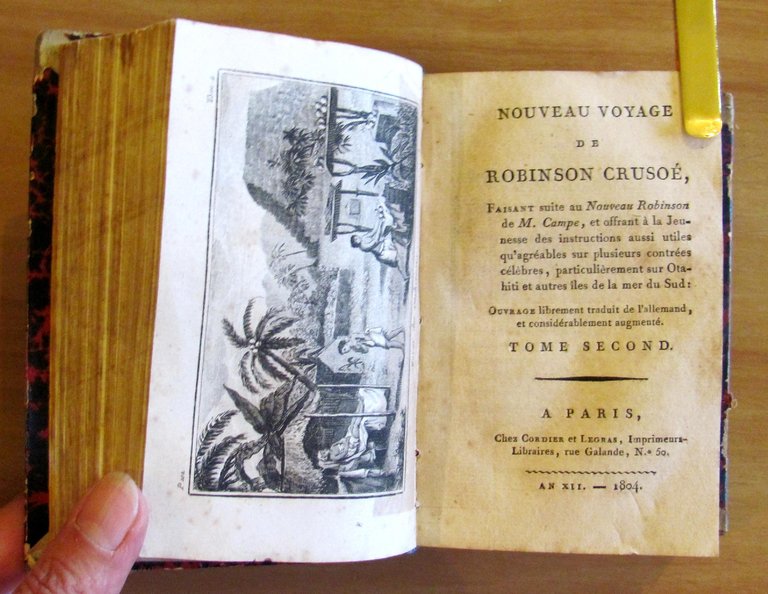 NOUVEAU VOYAGE
DE
ROBINSON CRUSOÉ,
FAISANT suite au Nouveau Robinson
de M. Campe, et offrant à la Jeu-
nesse des instructions aussi utiles
qu'agréables sur plusieurs contrées
célèbres, particulièrement sur Ota-
hiti et autres îles de la mer du Sud:
OUVRAGE librement traduit de l'allemand,
et considérablement augmenté.
TOME SECOND.
A PARIS,
Chez CORDIER et LEGRAS, Imprimeurs-
Libraires, rue Galande, N.º 50.
AN XII. — 1804.